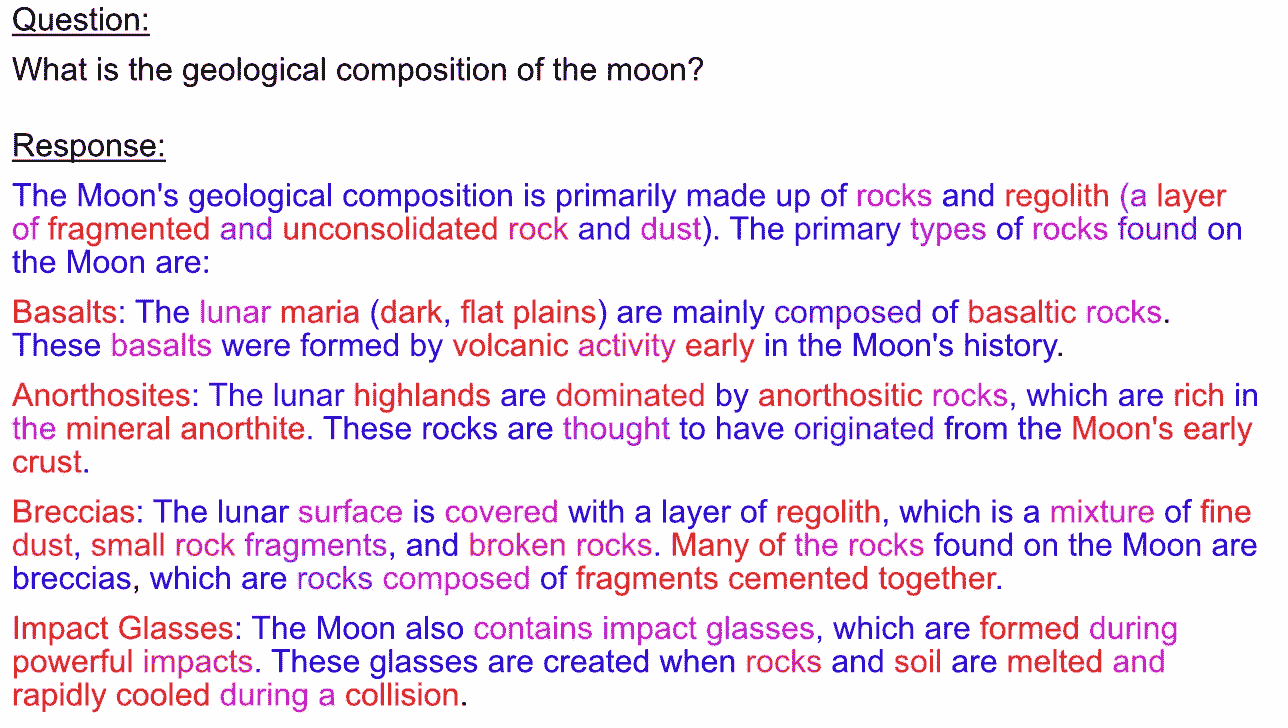 Question:
What is the geological composition of the moon?
Response:
The Moon's geological composition is primarily made up of rocks and regolith (a layer
of fragmented and unconsolidated rock and dust). The primary types of rocks found on
the Moon are:
Basalts: The lunar maria (dark, flat plains) are mainly composed of basaltic rocks.
These basalts were formed by volcanic activity early in the Moon's history.
Anorthosites: The lunar highlands are dominated by anorthositic rocks, which are rich in
the mineral anorthite. These rocks are thought to have originated from the Moon's early
crust.
Breccias: The lunar surface is covered with a layer of regolith, which is a mixture of fine
dust, small rock fragments, and broken rocks. Many of the rocks found on the Moon are
breccias, which are rocks composed of fragments cemented together.
Impact Glasses: The Moon also contains impact glasses, which are formed during
powerful impacts. These glasses are created when rocks and soil are melted and
rapidly cooled during a collision.